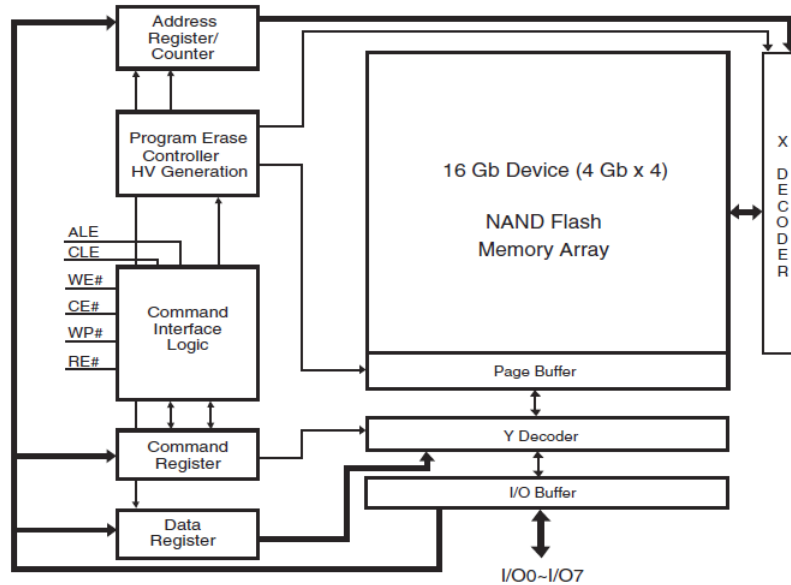 Address
Register/
Counter
Program Erase
Controller
HV Generation
ALE
CLE
WE#
CE#
WP#
RE#
Command
Interface
Logic
Command
Register
Data
Register
16 Gb Device (4 Gb x 4)
NAND Flash
Memory Array
Page Buffer
Y Decoder
I/O Buffer
I/O0~I/O7
X
D
E
C
O
D
E
R